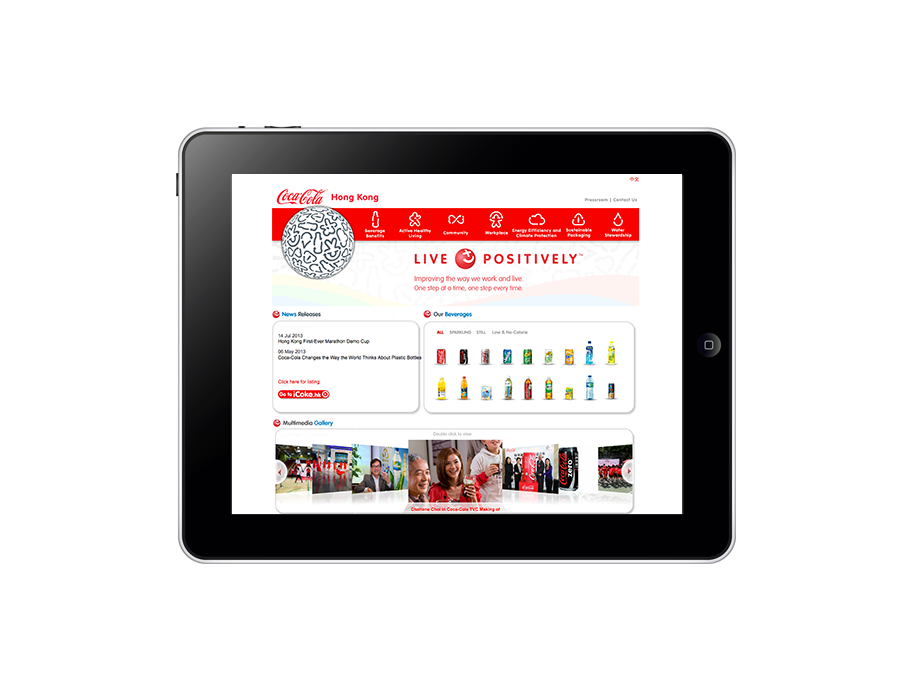 中文
Coca-Cola Hong Kong
Pressroom | Contact Us
Beverage Benefits
Active Healthy Living
Community
Workplace
Energy Efficiency and Climate Protection
Sustainable Packaging
Water Stewardship
LIVE POSITIVELY™
Improving the way we work and live.
One step at a time, one step every time.
News Releases
14 Jul 2013
Hong Kong First-Ever Marathon Demo Cup
06 May 2013
Coca-Cola Changes the Way the World Thinks About Plastic Bottles
Click here for listing
Go to iCoke.hk
Our Beverages
ALL SPARKLING STILL Low & No Calorie
Multimedia Gallery
Double click to view
zero
Charlene Choi in Coca-Cola TVC Making of